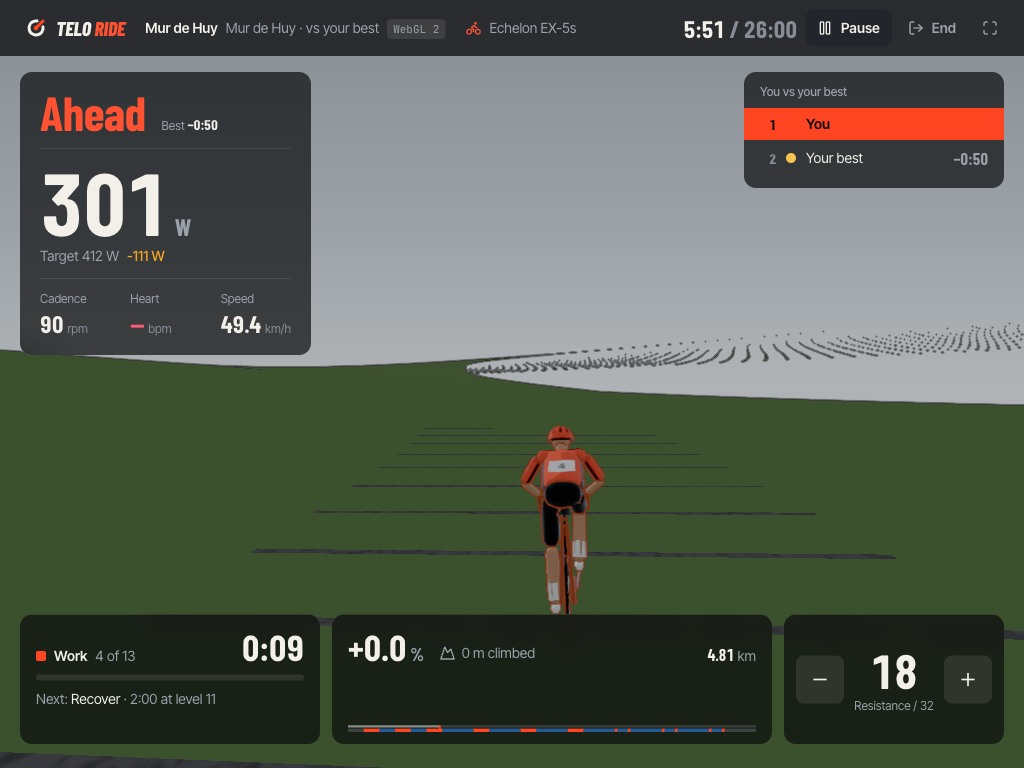 TELO RIDE
Mur de Huy Mur de Huy · vs your best WebGL 2 Echelon EX-5s
5:51 / 26:00 Pause End
Ahead Best −0:50
301 W
Target 412 W -111 W
Cadence Heart Speed
90 rpm – bpm 49.4 km/h
You vs your best
1 You
2 Your best −0:50
4
Work 4 of 13 0:09
Next: Recover · 2:00 at level 11
+0.0 % 0 m climbed 4.81 km
− 18 +
Resistance / 32